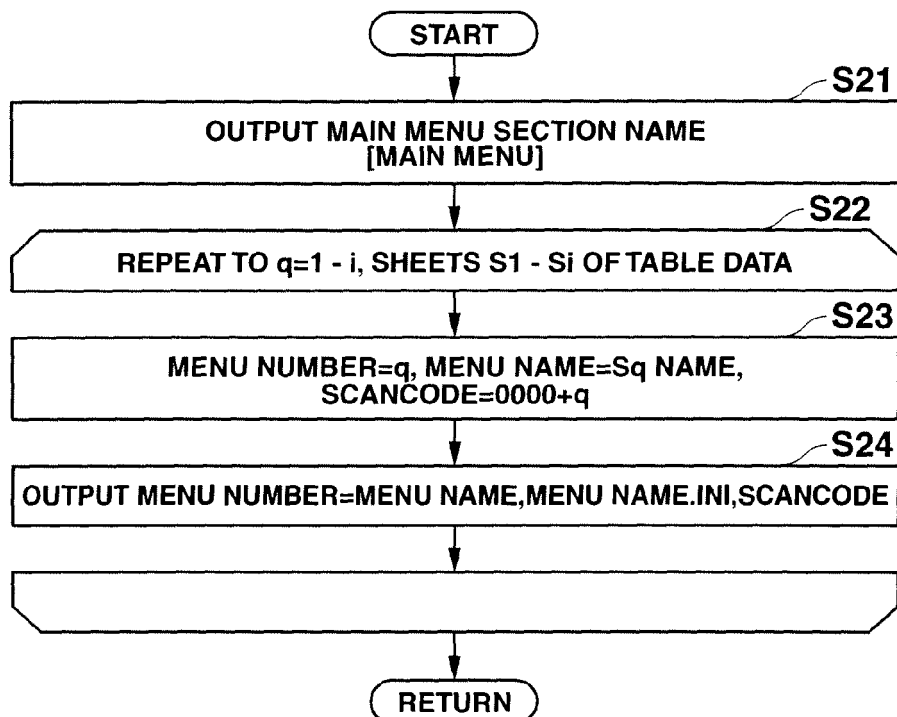 START
S21
OUTPUT MAIN MENU SECTION NAME
[MAIN MENU]
S22
REPEAT TO q=1 - i, SHEETS S1 - Si OF TABLE DATA
S23
MENU NUMBER=q, MENU NAME=Sq NAME,
SCANCODE=0000+q
S24
OUTPUT MENU NUMBER=MENU NAME,MENU NAME.INI,SCANCODE
RETURN